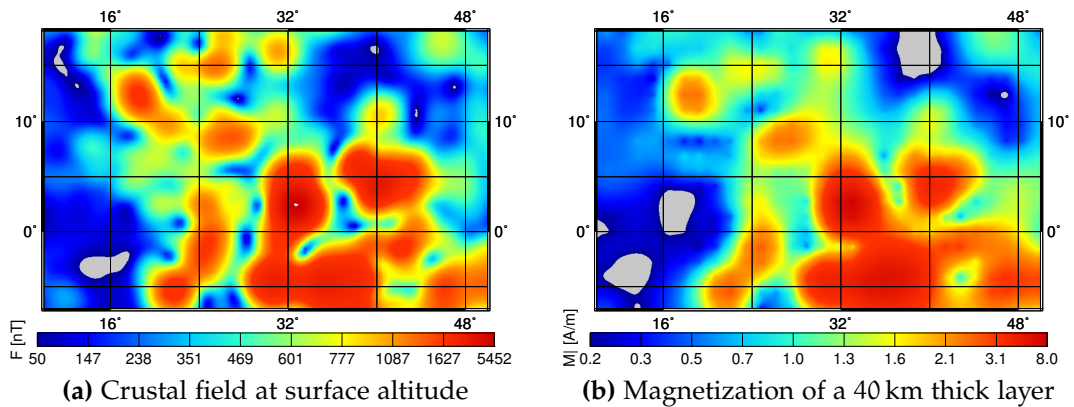 16° 32° 48° 16° 32° 48°
10° 10° 10° 10°
0° 0° 0° 0°
16° 32° 48° 16° 32° 48°
F [nT]
50 147 238 351 469 601 777 1087 1627 5452
M| [A/m]
0.2 0.3 0.5 0.7 1.0 1.3 1.6 2.1 3.1 8.0
(a) Crustal field at surface altitude
(b) Magnetization of a 40 km thick layer